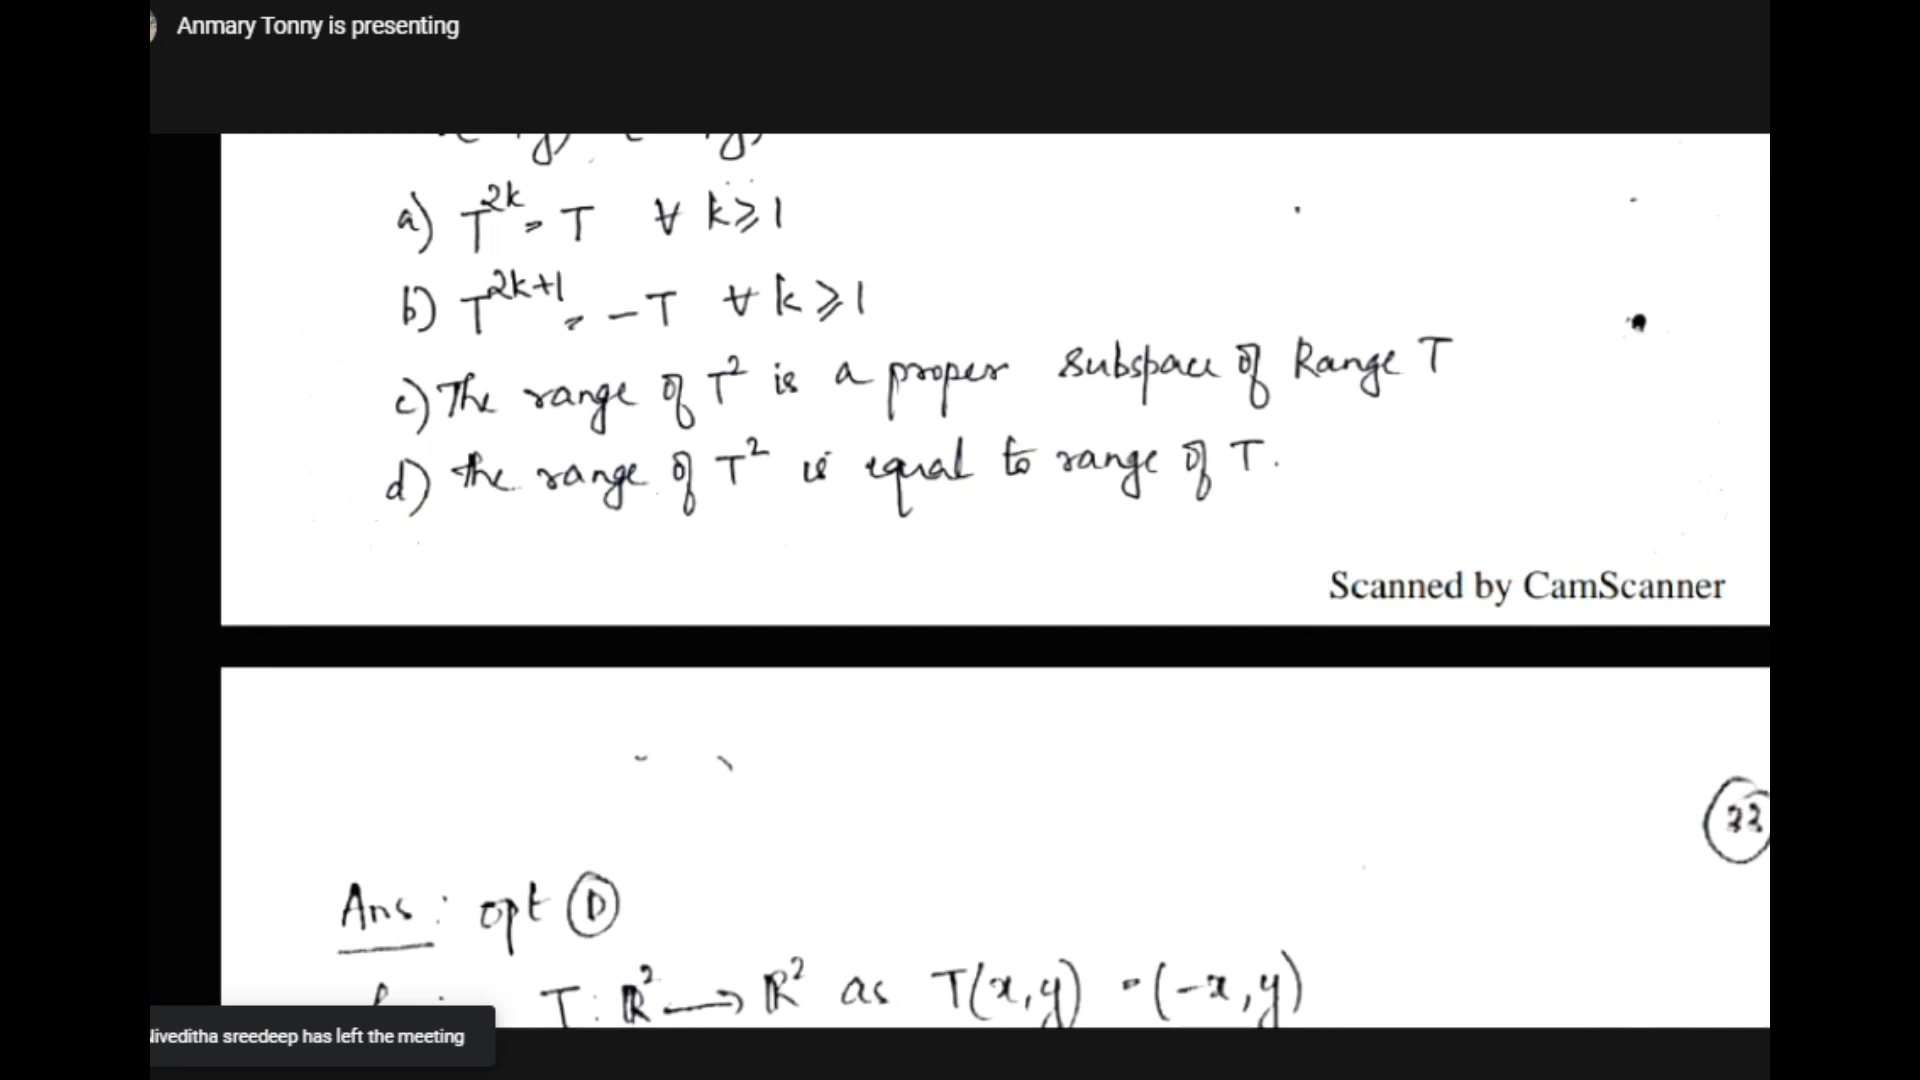 Anmary Tonny is presenting
a) T^2k = T ∀ k ≥ 1
b) T^2k+1 = -T ∀ k ≥ 1
c) The range of T^2 is a proper subspace of Range T
d) the range of T^2 is equal to range of T.
Scanned by CamScanner
33
Ans: opt (D)
T: ℝ^2 → ℝ^2 as T(x,y) = (-x,y)
iveditha sreedeep has left the meeting